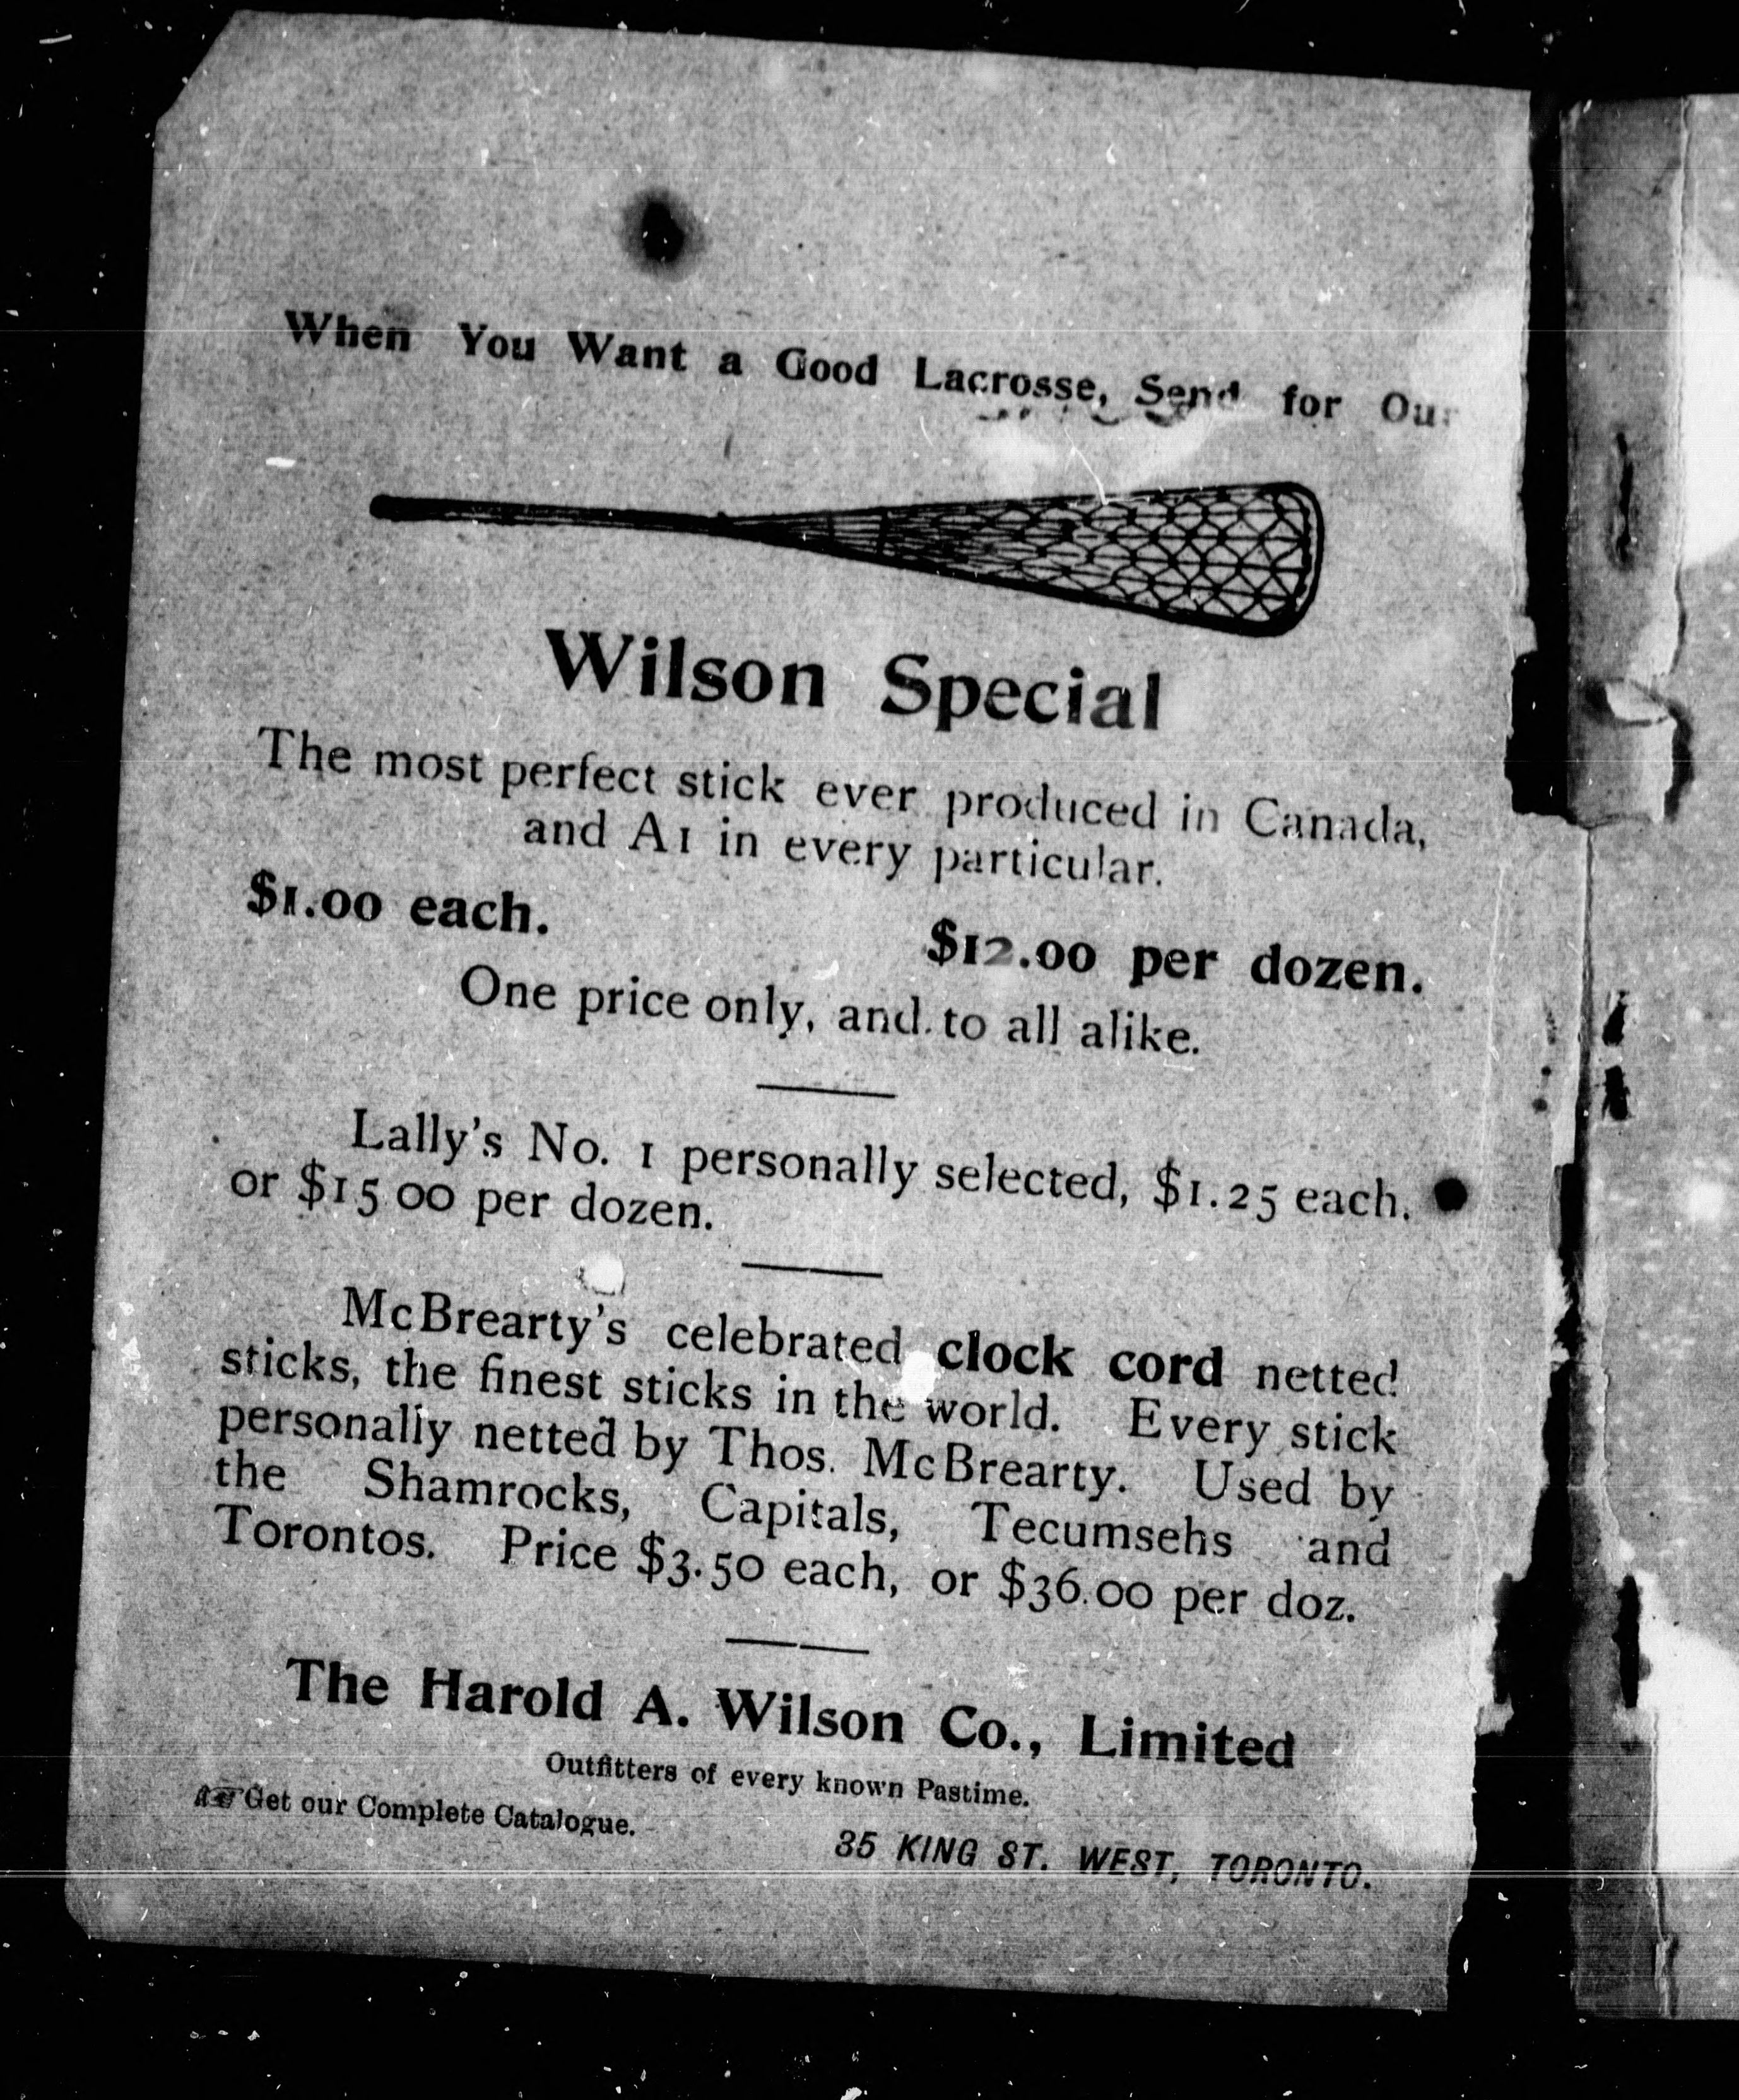 When You Want a Good Lacrosse, Send for Our
Wilson Special
The most perfect stick ever produced in Canada,
and A1 in every particular.
$1.00 each. $12.00 per dozen.
One price only, and to all alike.
Lally's No. 1 personally selected, $1.25 each.
or $15 00 per dozen.
McBrearty's celebrated clock cord netted
sticks, the finest sticks in the world. Every stick
personally netted by Thos. McBrearty. Used by
the Shamrocks, Capitals, Tecumsehs and
Torontos. Price $3.50 each, or $36.00 per doz.
The Harold A. Wilson Co., Limited
Outfitters of every known Pastime.
☞Get our Complete Catalogue.
35 KING ST. WEST, TORONTO.